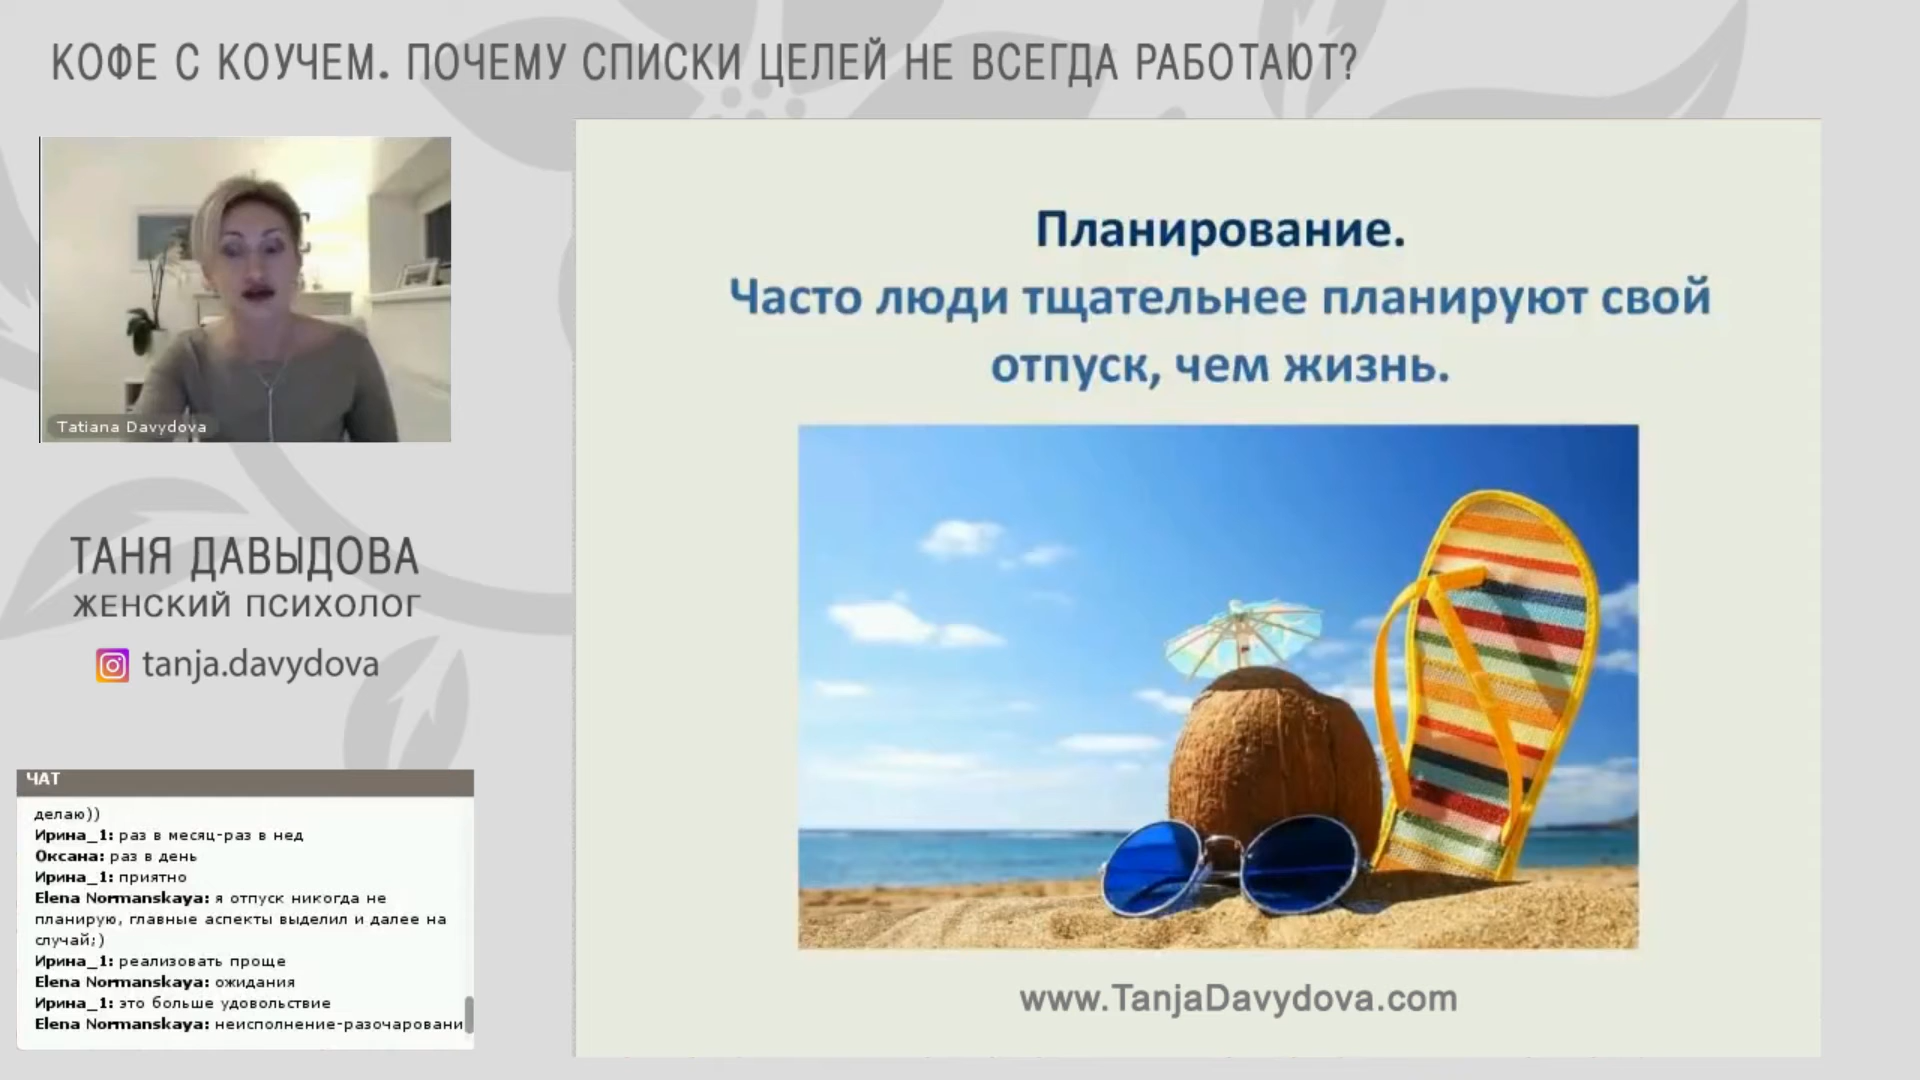 КОФЕ С КОУЧЕМ. ПОЧЕМУ СПИСКИ ЦЕЛЕЙ НЕ ВСЕГДА РАБОТАЮТ?
Tatiana Davydova
ТАНЯ ДАВЫДОВА
ЖЕНСКИЙ ПСИХОЛОГ
tanja.davydova
ЧАТ
делаю))
Ирина_1: раз в месяц-раз в нед
Оксана: раз в день
Ирина_1: приятно
Elena Normanskaya: я отпуск никогда не
планирую, главные аспекты выделил и далее на
случай;)
Ирина_1: реализовать проще
Elena Normanskaya: ожидания
Ирина_1: это больше удовольствие
Elena Normanskaya: неисполнение-разочаровани
Планирование.
Часто люди тщательнее планируют свой
отпуск, чем жизнь.
www.TanjaDavydova.com